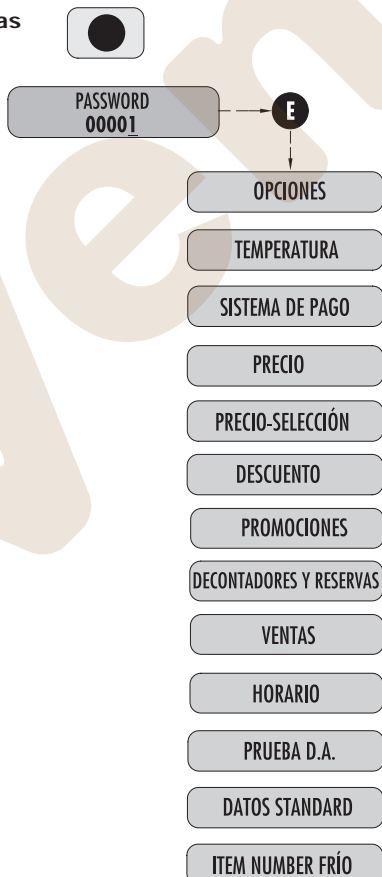 as
PASSWORD
00001
E
OPCIONES
TEMPERATURA
SISTEMA DE PAGO
PRECIO
PRECIO-SELECCIÓN
DESCUENTO
PROMOCIONES
DECONTADORES Y RESERVAS
VENTAS
HORARIO
PRUEBA D.A.
DATOS STANDARD
ITEM NUMBER FRÍO